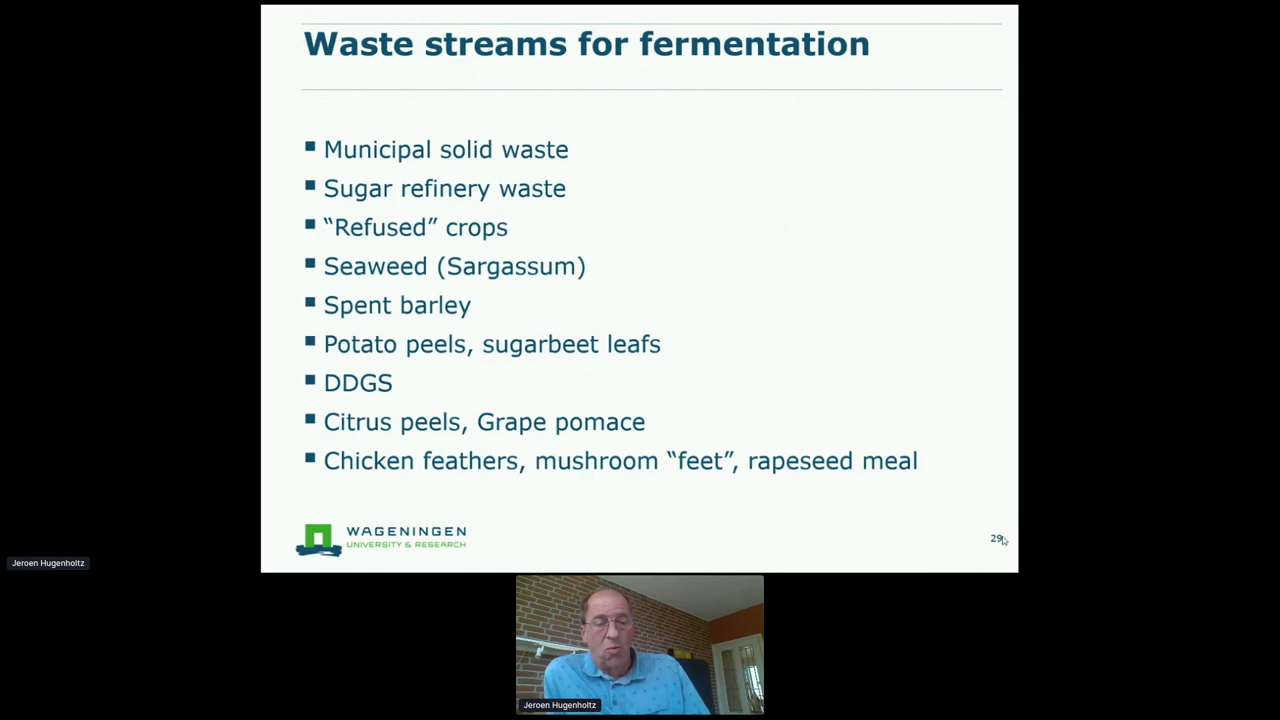 Waste streams for fermentation
Municipal solid waste
Sugar refinery waste
“Refused” crops
Seaweed (Sargassum)
Spent barley
Potato peels, sugarbeet leafs
DDGS
Citrus peels, Grape pomace
Chicken feathers, mushroom “feet”, rapeseed meal
WAGENINGEN
UNIVERSITY & RESEARCH
29
Jeroen Hugenholtz
Jeroen Hugenholtz